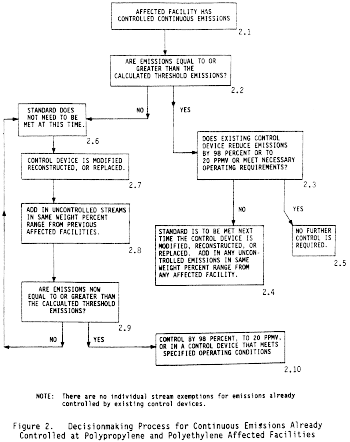 AFFECTED FACILITY HAS
CONTROLLED CONTINUOUS EMISSIONS
2.1
ARE EMISSIONS EQUAL TO OR
GREATER THAN THE
CALCULATED THRESHOLD EMISSIONS?
2.2
NO
YES
STANDARD DOES
NOT NEED TO BE
MET AT THIS TIME.
2.6
DOES EXISTING CONTROL
DEVICE REDUCE EMISSIONS
BY 98 PERCENT OR TO
20 PPMV OR MEET NECESSARY
OPERATING REQUIREMENTS?
2.3
CONTROL DEVICE IS MODIFIED
RECONSTRUCTED, OR REPLACED.
2.7
NO
YES
ADD IN UNCONTROLLED STREAMS
IN SAME WEIGHT PERCENT
RANGE FROM PREVIOUS
AFFECTED FACILITIES.
2.8
STANDARD IS TO BE MET NEXT
TIME THE CONTROL DEVICE IS
MODIFIED, RECONSTRUCTED, OR
REPLACED. ADD IN ANY UNCON-
TROLLED EMISSIONS IN SAME
WEIGHT PERCENT RANGE FROM
ANY AFFECTED FACILITY.
2.4
NO FURTHER
CONTROL IS
REQUIRED.
2.5
ARE EMISSIONS NOW
EQUAL TO OR GREATER THAN
THE CALCUALTED THRESHOLD
EMISSIONS?
2.9
NO
YES
CONTROL BY 98 PERCENT, TO 20 PPMV,
OR IN A CONTROL DEVICE THAT MEETS
SPECIFIED OPERATING CONDITIONS
2.10
NOTE: There are no individual stream exemptions for emissions already
controlled by existing control devices.
Figure 2. Decisionmaking Process for Continuous Emissions Already
Controlled at Polypropylene and Polyethylene Affected Facilities